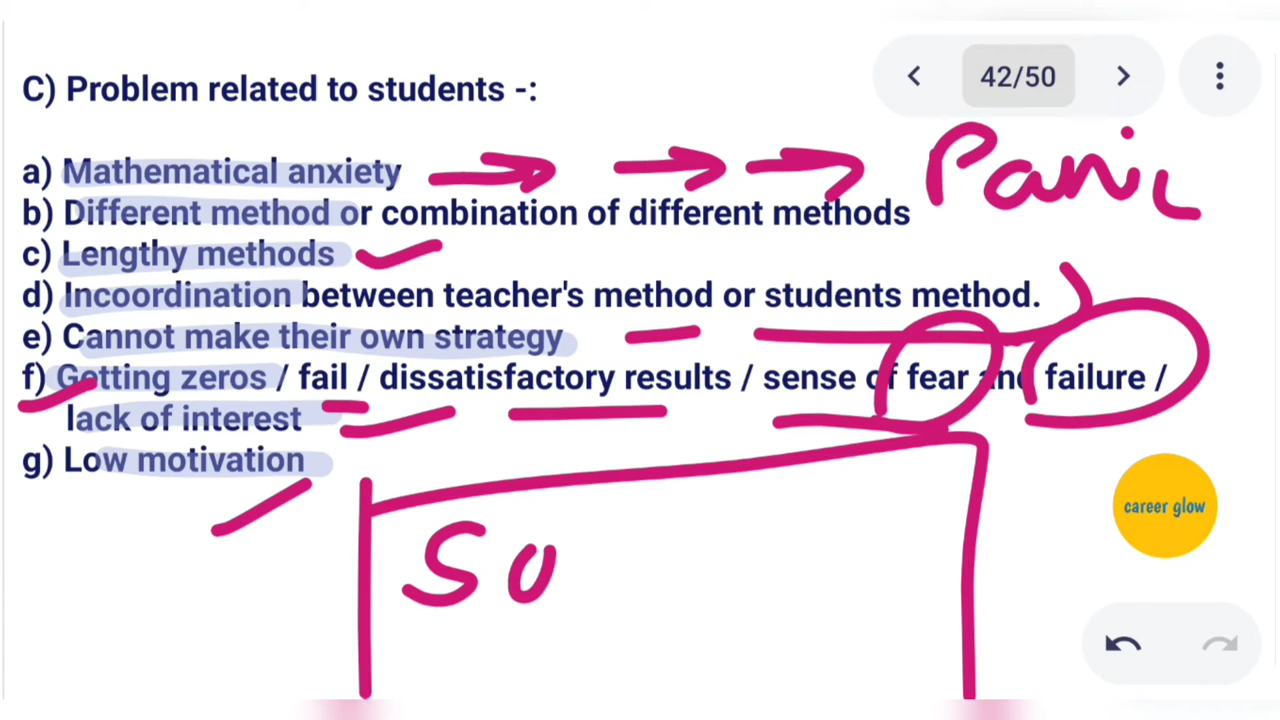 C) Problem related to students -:
42/50
a) Mathematical anxiety
Panic
b) Different method or combination of different methods
c) Lengthy methods
d) Incoordination between teacher's method or students method.
e) Cannot make their own strategy
f) Getting zeros / fail / dissatisfactory results / sense of fear and failure /
lack of interest
g) Low motivation
career glow